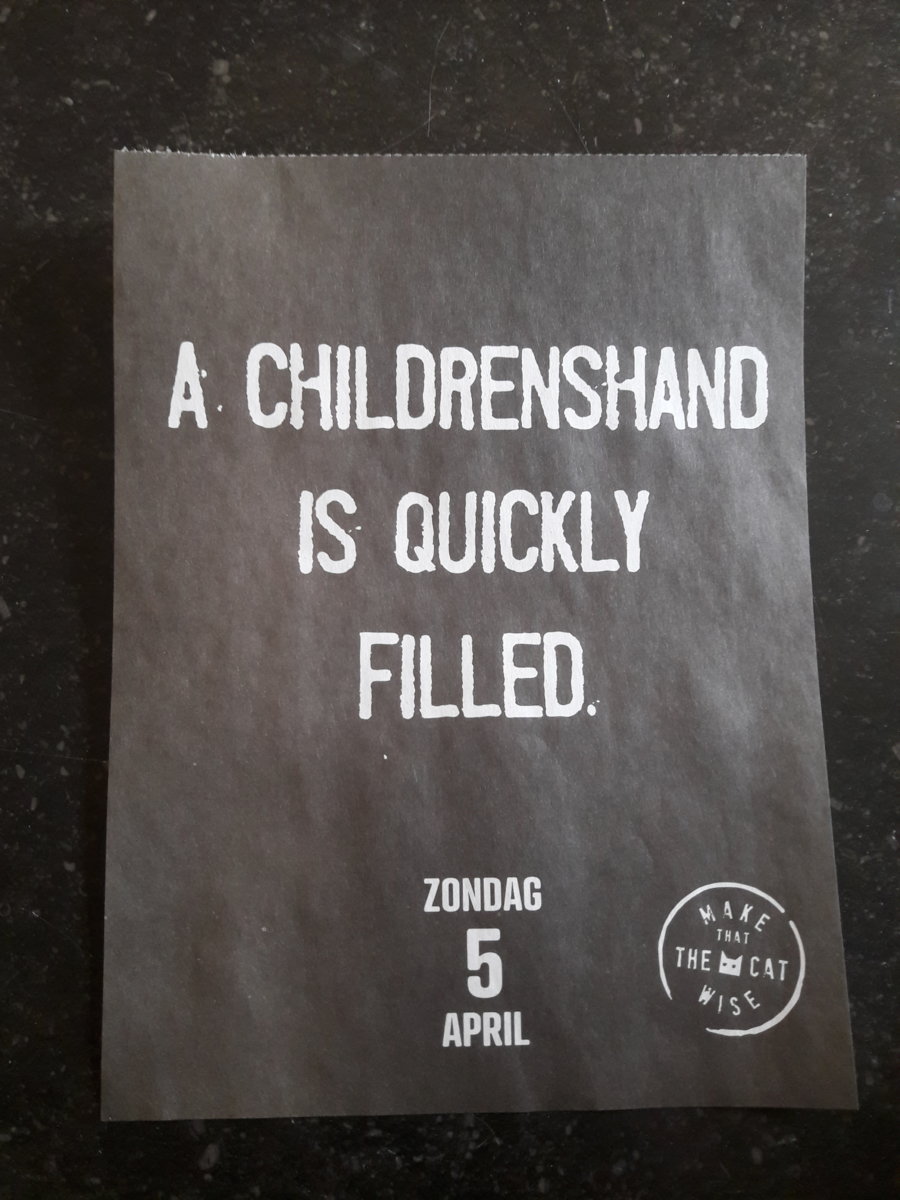 A CHILDRENSHAND
IS QUICKLY
FILLED.
ZONDAG
5
APRIL
MAKE
THAT
THE CAT
WISE